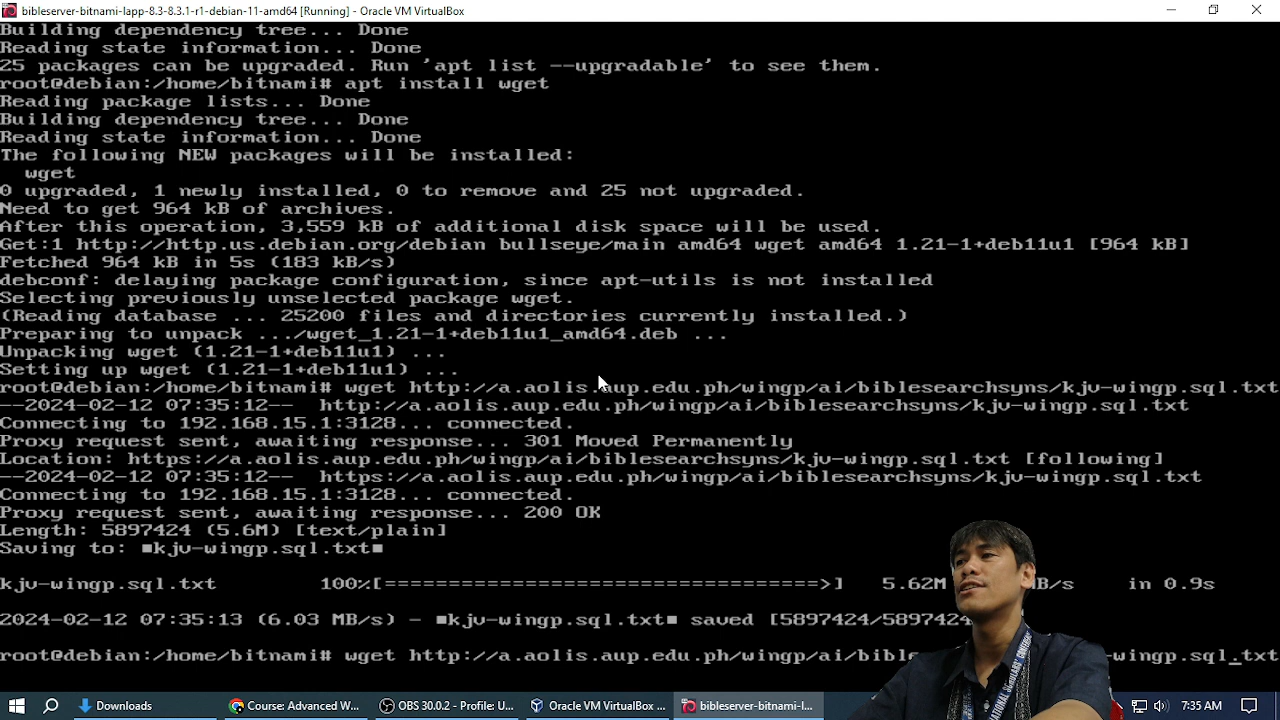 bibleserver-bitnami-lapp-8.3-8.3.1-r1-debian-11-amd64 [Running] - Oracle VM VirtualBox
Building dependency tree... Done
Reading state information... Done
25 packages can be upgraded. Run 'apt list --upgradable' to see them.
root@debian:/home/bitnami# apt install wget
Reading package lists... Done
Building dependency tree... Done
Reading state information... Done
The following NEW packages will be installed:
wget
0 upgraded, 1 newly installed, 0 to remove and 25 not upgraded.
Need to get 964 kB of archives.
After this operation, 3,559 kB of additional disk space will be used.
Get:1 http://http.us.debian.org/debian bullseye/main amd64 wget amd64 1.21-1+deb11u1 [964 kB]
Fetched 964 kB in 5s (183 kB/s)
debconf: delaying package configuration, since apt-utils is not installed
Selecting previously unselected package wget.
(Reading database ... 25200 files and directories currently installed.)
Preparing to unpack .../wget_1.21-1+deb11u1_amd64.deb ...
Unpacking wget (1.21-1+deb11u1) ...
Setting up wget (1.21-1+deb11u1) ...
root@debian:/home/bitnami# wget http://a.aolis.aup.edu.ph/wingp/ai/biblesearchsyns/kjv-wingp.sql.txt
--2024-02-12 07:35:12-- http://a.aolis.aup.edu.ph/wingp/ai/biblesearchsyns/kjv-wingp.sql.txt
Connecting to 192.168.15.1:3128... connected.
Proxy request sent, awaiting response... 301 Moved Permanently
Location: https://a.aolis.aup.edu.ph/wingp/ai/biblesearchsyns/kjv-wingp.sql.txt [following]
--2024-02-12 07:35:12-- https://a.aolis.aup.edu.ph/wingp/ai/biblesearchsyns/kjv-wingp.sql.txt
Connecting to 192.168.15.1:3128... connected.
Proxy request sent, awaiting response... 200 OK
Length: 5897424 (5.6M) [text/plain]
Saving to: ■kjv-wingp.sql.txt■
kjv-wingp.sql.txt 100%[==================================>] 5.62M B/s in 0.9s
2024-02-12 07:35:13 (6.03 MB/s) - ■kjv-wingp.sql.txt■ saved [5897424/5897424
root@debian:/home/bitnami# wget http://a.aolis.aup.edu.ph/wingp/ai/bibl wingp.sql.txt
Downloads
Course: Advanced W...
OBS 30.0.2 - Profile: U...
Oracle VM VirtualBox ...
bibleserver-bitnami-l...
7:35 AM